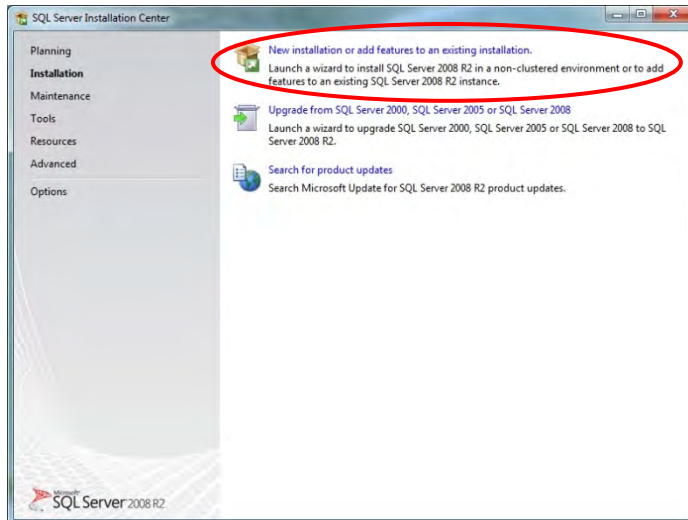 SQL Server Installation Center
Planning
Installation
Maintenance
Tools
Resources
Advanced
Options
New installation or add features to an existing installation.
Launch a wizard to install SQL Server 2008 R2 in a non-clustered environment or to add
features to an existing SQL Server 2008 R2 instance.
Upgrade from SQL Server 2000, SQL Server 2005 or SQL Server 2008
Launch a wizard to upgrade SQL Server 2000, SQL Server 2005 or SQL Server 2008 to SQL
Server 2008 R2.
Search for product updates
Search Microsoft Update for SQL Server 2008 R2 product updates.
Microsoft
SQL Server 2008 R2